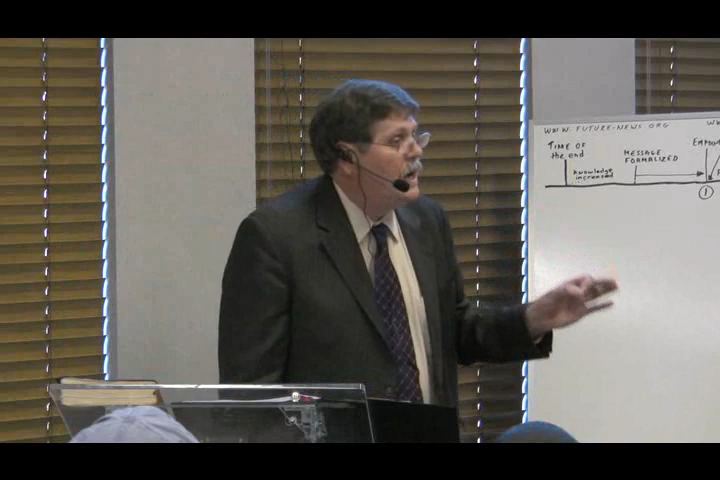 WWW.FUTURE-NEWS.ORG
TIME OF
the end
Knowledge
increased
MESSAGE
FORMALIZED
1